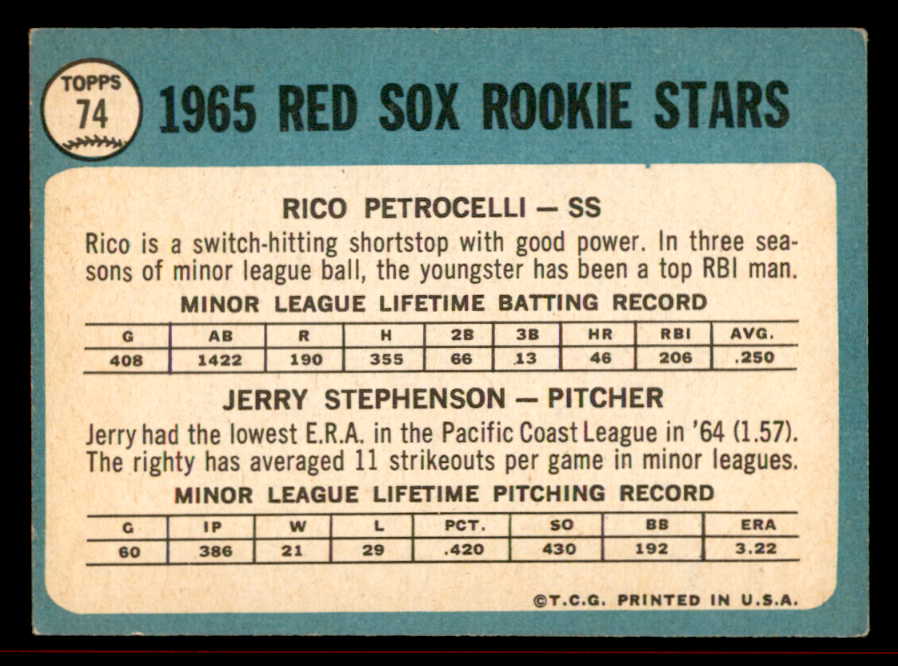 TOPPS
74
1965 RED SOX ROOKIE STARS
RICO PETROCELLI — SS
Rico is a switch-hitting shortstop with good power. In three sea-
sons of minor league ball, the youngster has been a top RBI man.
MINOR LEAGUE LIFETIME BATTING RECORD
G AB R H 2B 3B HR RBI AVG.
408 1422 190 355 66 13 46 206 .250
JERRY STEPHENSON — PITCHER
Jerry had the lowest E.R.A. in the Pacific Coast League in '64 (1.57).
The righty has averaged 11 strikeouts per game in minor leagues.
MINOR LEAGUE LIFETIME PITCHING RECORD
G IP W L PCT. SO BB ERA
60 386 21 29 .420 430 192 3.22
©T.C.G. PRINTED IN U.S.A.